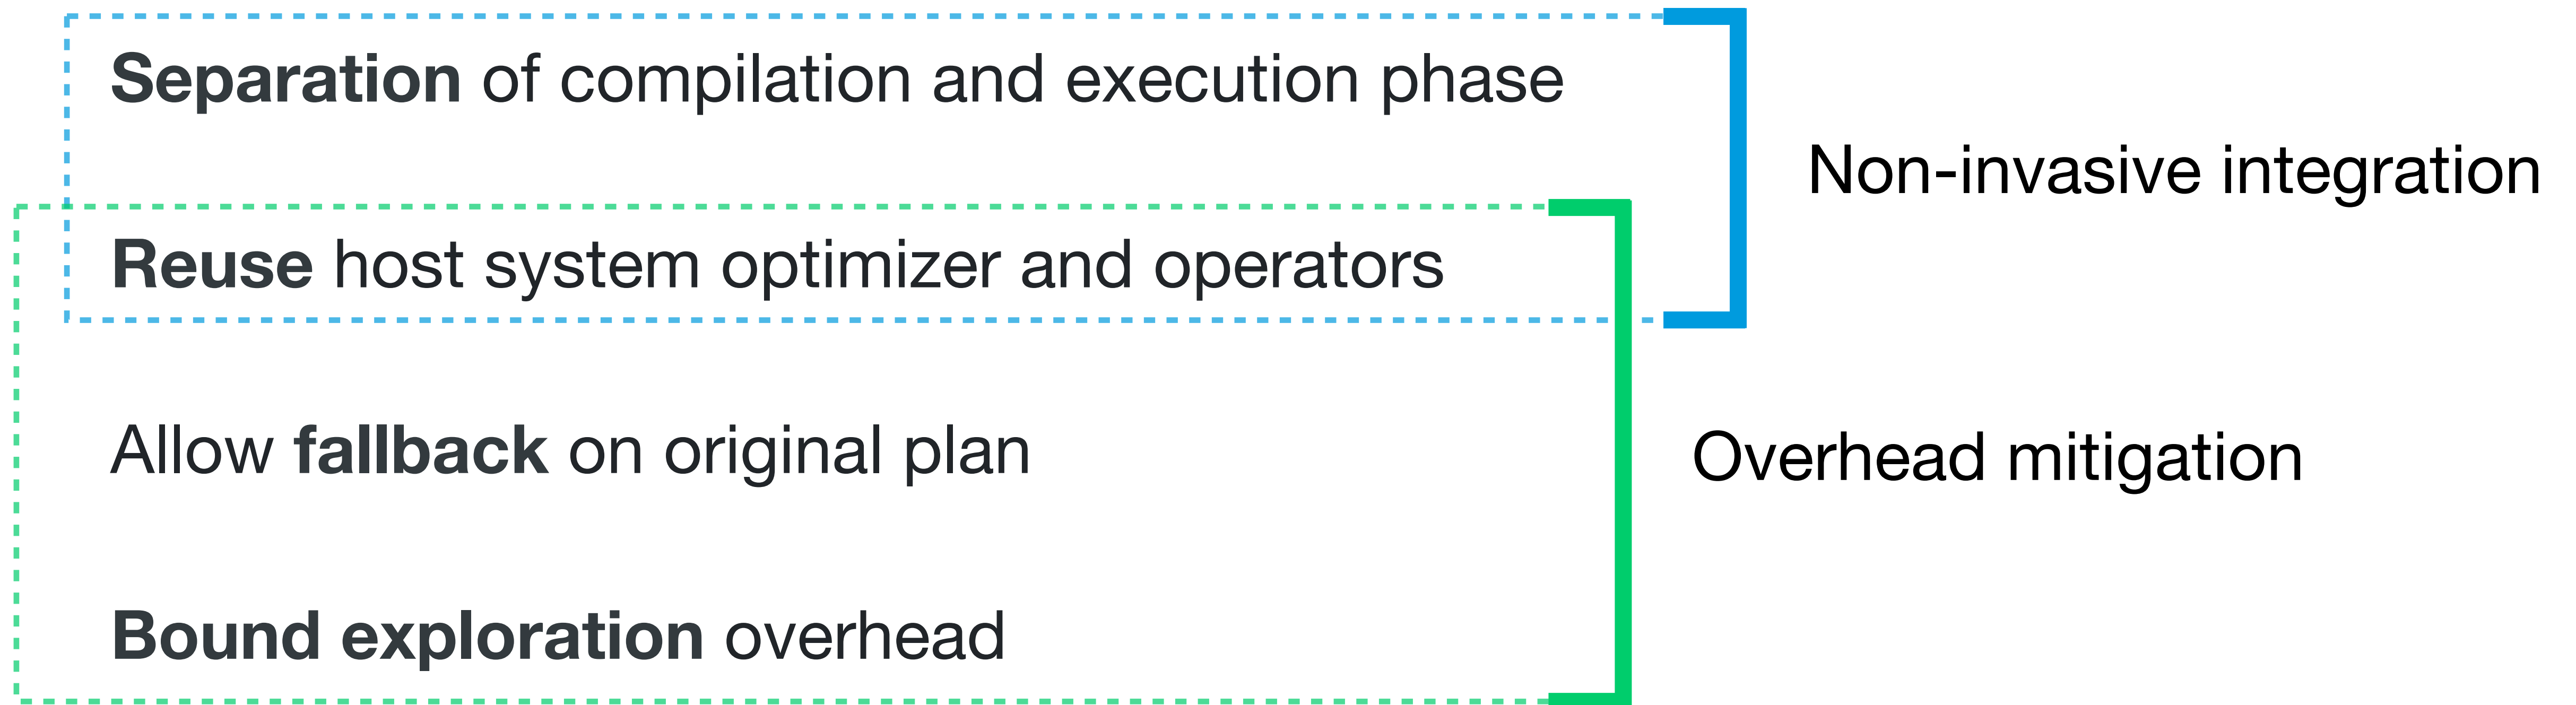 Separation of compilation and execution phase
Non-invasive integration
Reuse host system optimizer and operators
Allow fallback on original plan
Overhead mitigation
Bound exploration overhead